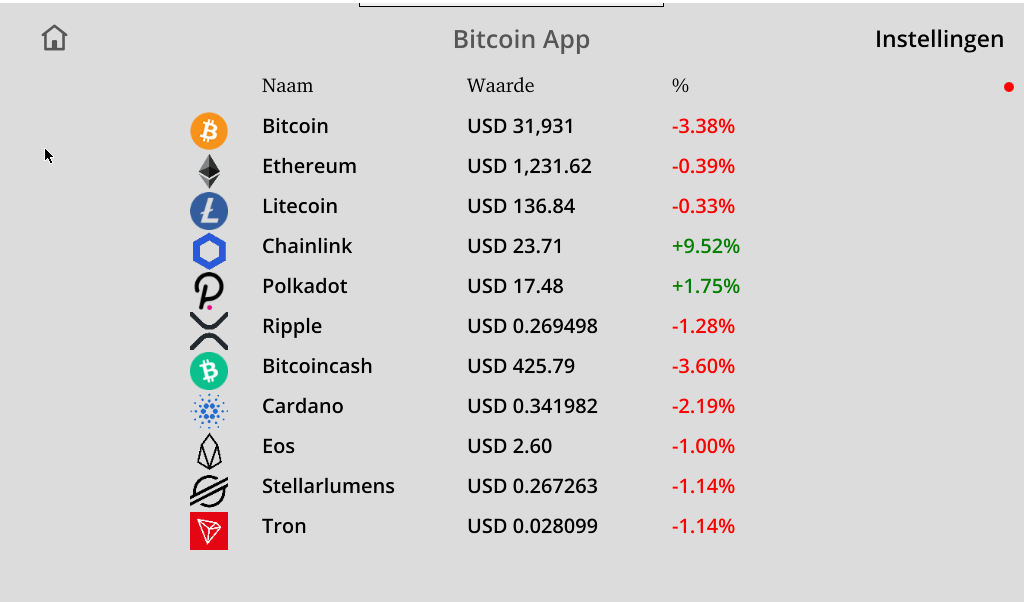 Bitcoin App Instellingen
Naam Waarde %
Bitcoin USD 31,931 -3.38%
Ethereum USD 1,231.62 -0.39%
Litecoin USD 136.84 -0.33%
Chainlink USD 23.71 +9.52%
Polkadot USD 17.48 +1.75%
Ripple USD 0.269498 -1.28%
Bitcoincash USD 425.79 -3.60%
Cardano USD 0.341982 -2.19%
Eos USD 2.60 -1.00%
Stellarlumens USD 0.267263 -1.14%
Tron USD 0.028099 -1.14%